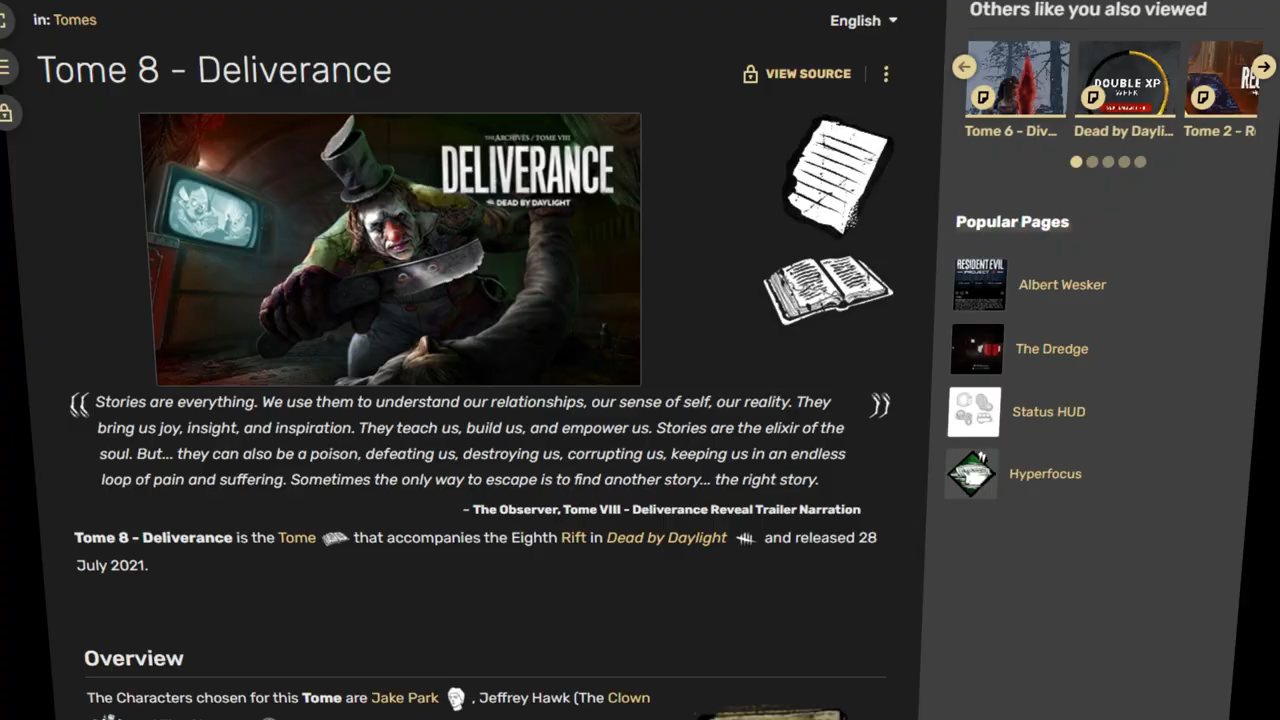 in: Tomes
English
Tome 8 - Deliverance
VIEW SOURCE
THE ARCHIVES / TOME VIII
DELIVERANCE
DEAD BY DAYLIGHT
Stories are everything. We use them to understand our relationships, our sense of self, our reality. They
bring us joy, insight, and inspiration. They teach us, build us, and empower us. Stories are the elixir of the
soul. But... they can also be a poison, defeating us, destroying us, corrupting us, keeping us in an endless
loop of pain and suffering. Sometimes the only way to escape is to find another story... the right story.
– The Observer, Tome VIII - Deliverance Reveal Trailer Narration
Tome 8 - Deliverance is the Tome that accompanies the Eighth Rift in Dead by Daylight and released 28
July 2021.
Overview
The Characters chosen for this Tome are Jake Park , Jeffrey Hawk (The Clown
Others like you also viewed
DOUBLE XP
WEEK
Tome 6 - Div...
Dead by Dayli...
Tome 2 - R
Popular Pages
RESIDENT EVIL
PROJECT
Albert Wesker
The Dredge
Status HUD
Hyperfocus